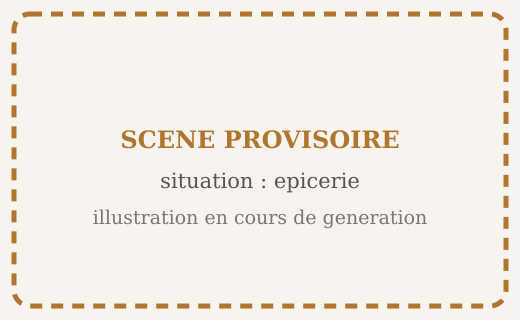 SCENE PROVISOIRE
situation : epicerie
illustration en cours de generation